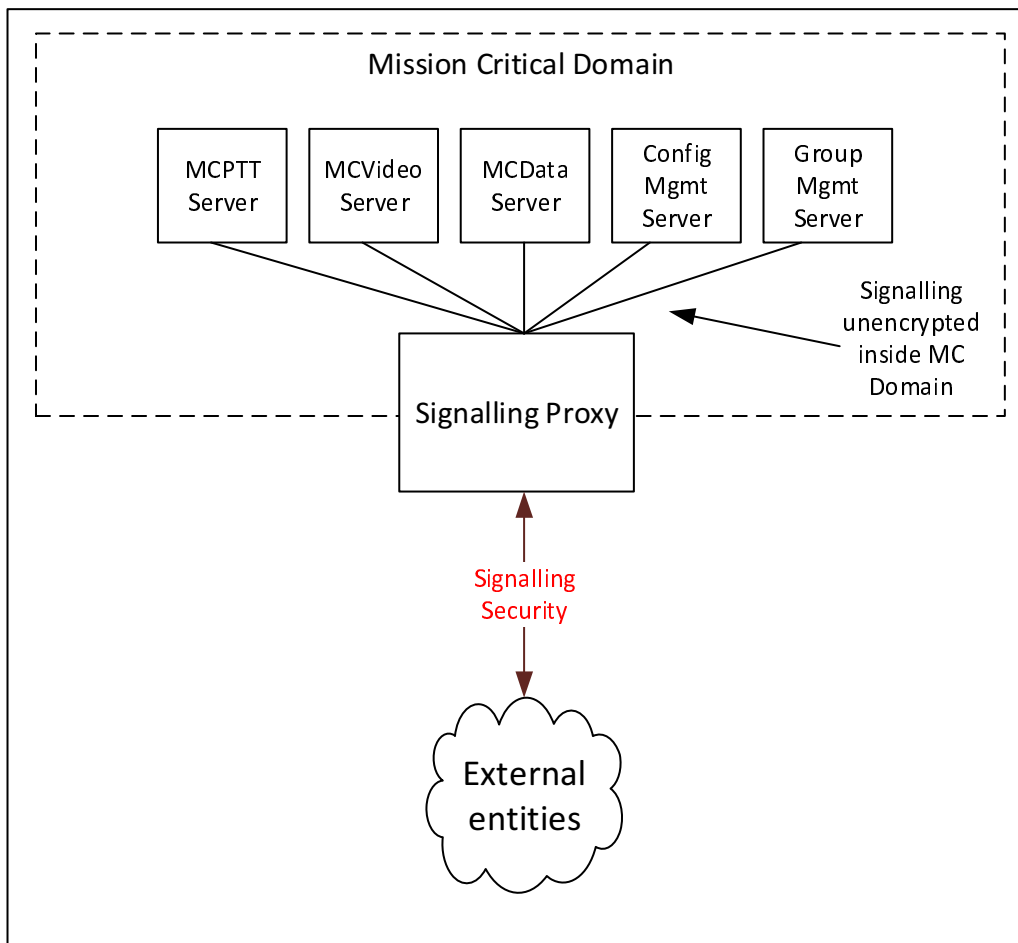 Mission Critical Domain
MCPTT
Server
MCVideo
Server
MCData
Server
Config
Mgmt
Server
Group
Mgmt
Server
Signalling
unencrypted
inside MC
Domain
Signalling Proxy
Signalling
Security
External
entities